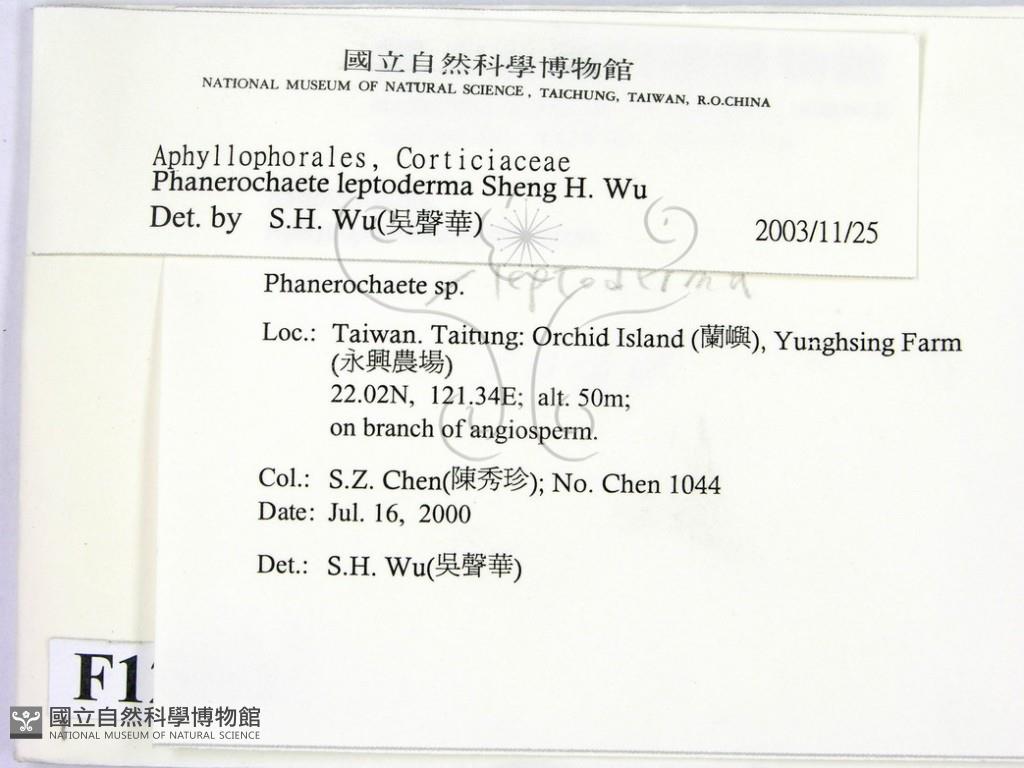 國立自然科學博物館
NATIONAL MUSEUM OF NATURAL SCIENCE, TAICHUNG, TAIWAN, R.O.CHINA
Aphyllophorales, Corticiaceae
Phanerochaete leptoderma Sheng H. Wu
Det. by S.H. Wu(吳聲華) 2003/11/25
leptoderma
Phanerochaete sp.
Loc.: Taiwan. Taitung: Orchid Island (蘭嶼), Yunghsing Farm
(永興農場)
22.02N, 121.34E; alt. 50m;
on branch of angiosperm.
Col.: S.Z. Chen(陳秀珍); No. Chen 1044
Date: Jul. 16, 2000
Det.: S.H. Wu(吳聲華)
國立自然科學博物館
NATIONAL MUSEUM OF NATURAL SCIENCE